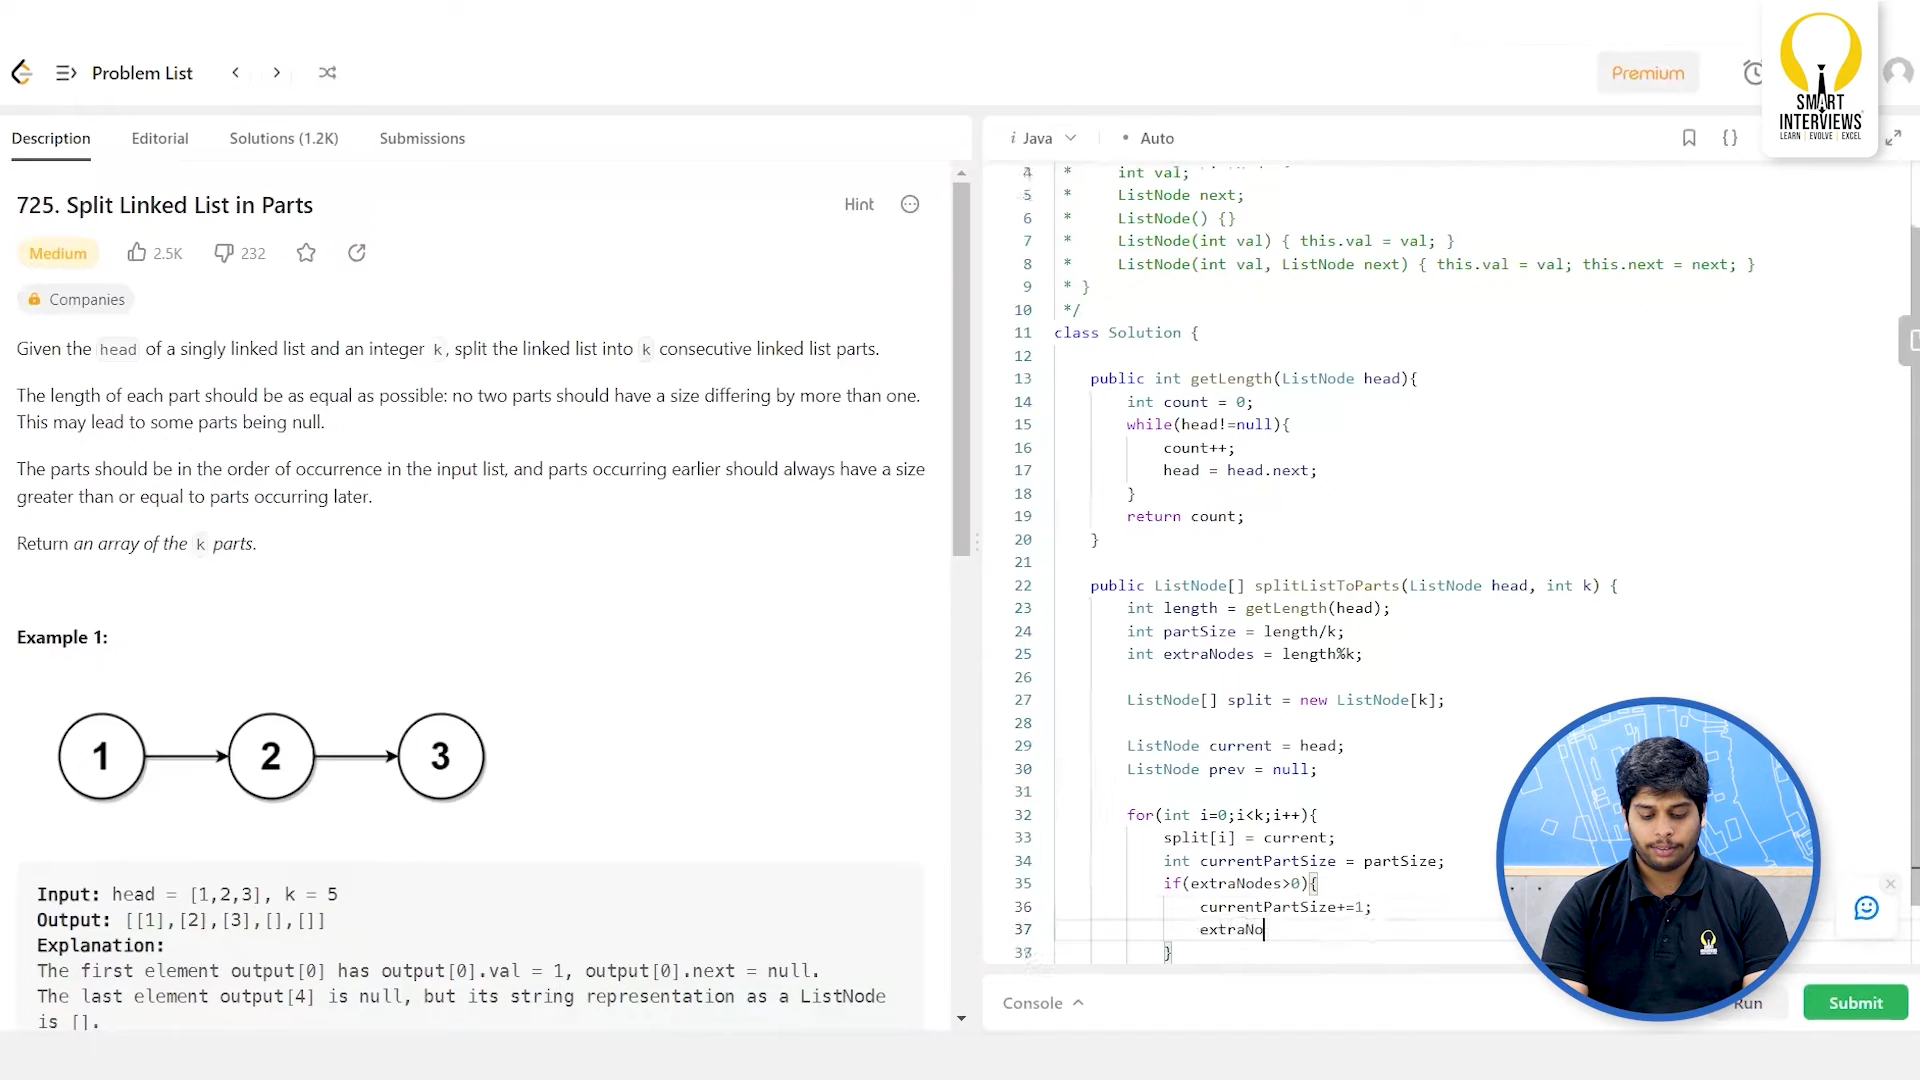 Problem List
Premium
SMART
INTERVIEWS
LEARN | EVOLVE | EXCEL
Description Editorial Solutions (1.2K) Submissions
725. Split Linked List in Parts
Hint
Medium 2.5K 232
Companies
Given the head of a singly linked list and an integer k, split the linked list into k consecutive linked list parts.
The length of each part should be as equal as possible: no two parts should have a size differing by more than one.
This may lead to some parts being null.
The parts should be in the order of occurrence in the input list, and parts occurring earlier should always have a size
greater than or equal to parts occurring later.
Return an array of the k parts.
Example 1:
1 2 3
Input: head = [1,2,3], k = 5
Output: [[1],[2],[3],[],[]]
Explanation:
The first element output[0] has output[0].val = 1, output[0].next = null.
The last element output[4] is null, but its string representation as a ListNode
is [].
i Java • Auto
{}
4 * int val;
5 * ListNode next;
6 * ListNode() {}
7 * ListNode(int val) { this.val = val; }
8 * ListNode(int val, ListNode next) { this.val = val; this.next = next; }
9 * }
10 */
11 class Solution {
12
13 public int getLength(ListNode head){
14 int count = 0;
15 while(head!=null){
16 count++;
17 head = head.next;
18 }
19 return count;
20 }
21
22 public ListNode[] splitListToParts(ListNode head, int k) {
23 int length = getLength(head);
24 int partSize = length/k;
25 int extraNodes = length%k;
26
27 ListNode[] split = new ListNode[k];
28
29 ListNode current = head;
30 ListNode prev = null;
31
32 for(int i=0;i<k;i++){
33 split[i] = current;
34 int currentPartSize = partSize;
35 if(extraNodes>0){
36 currentPartSize+=1;
37 extraNo
38 }
Console
Run
Submit